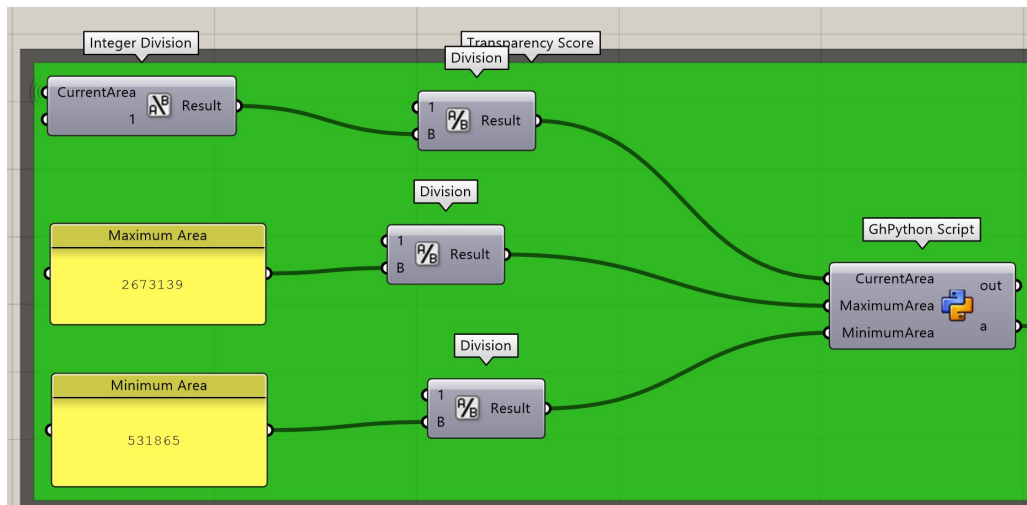 Integer Division
Transparency Score
Division
CurrentArea
1
Result
1
B
Result
Division
1
B
Result
Maximum Area
2673139
GhPython Script
CurrentArea
MaximumArea
MinimumArea
out
a
Division
1
B
Result
Minimum Area
531865